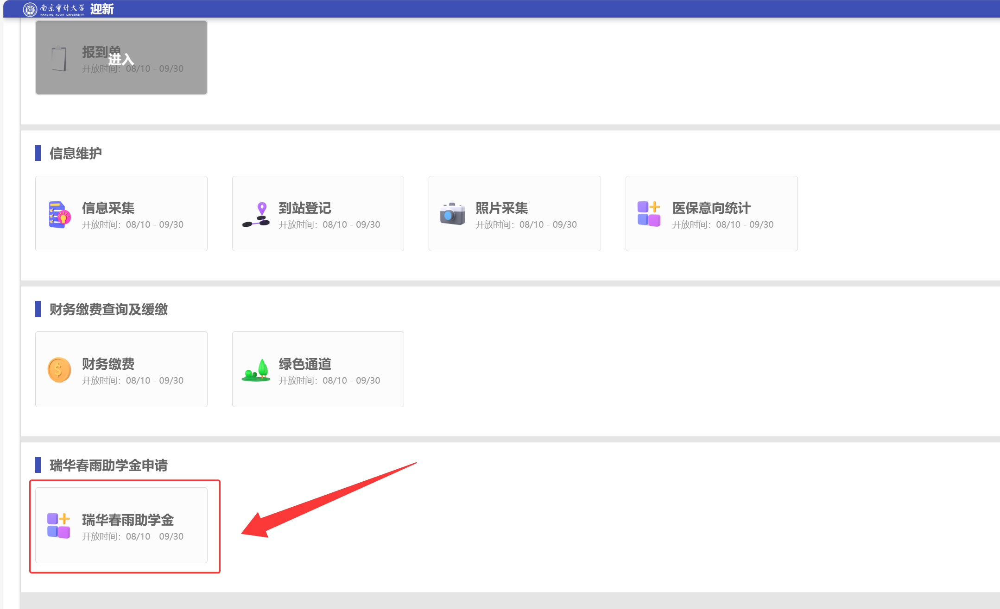 南京审计大学 迎新
NANJING AUDIT UNIVERSITY
报到单
进入
开放时间：08/10 - 09/30
信息维护
信息采集
开放时间：08/10 - 09/30
到站登记
开放时间：08/10 - 09/30
照片采集
开放时间：08/10 - 09/30
医保意向统计
开放时间：08/10 - 09/30
财务缴费查询及缓缴
财务缴费
开放时间：08/10 - 09/30
绿色通道
开放时间：08/10 - 09/30
瑞华春雨助学金申请
瑞华春雨助学金
开放时间：08/10 - 09/30